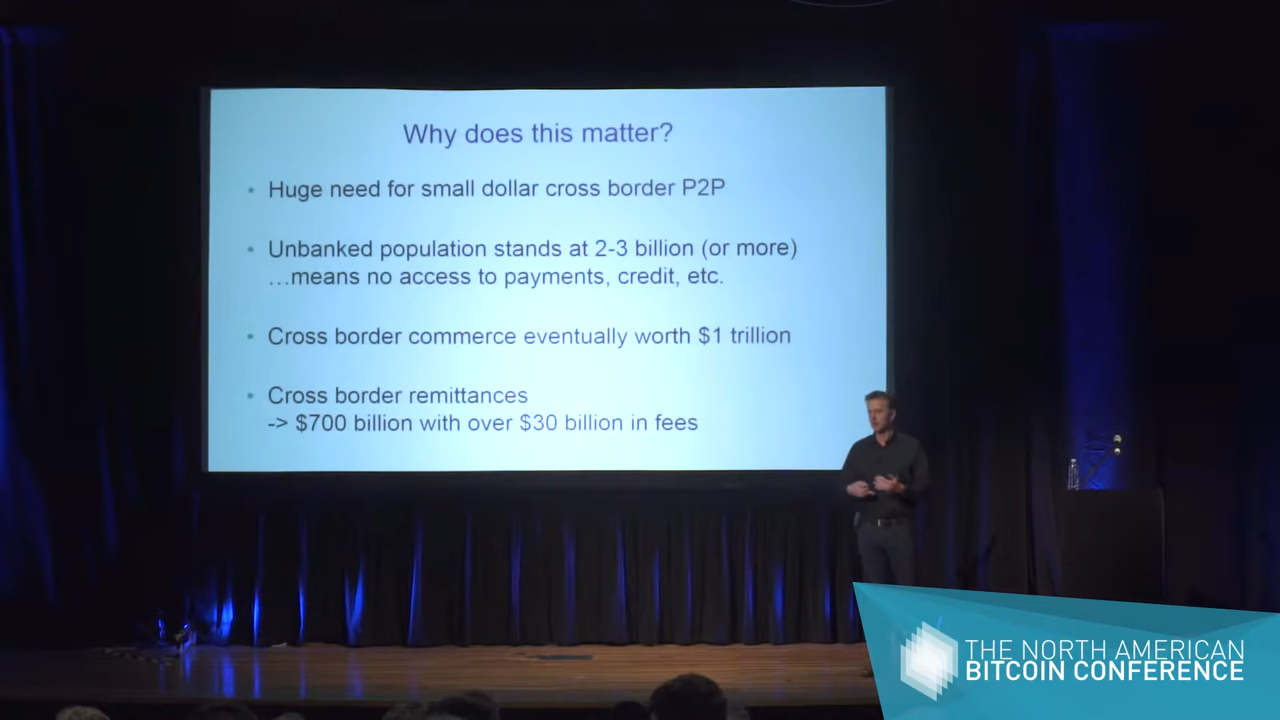 Why does this matter?
• Huge need for small dollar cross border P2P
• Unbanked population stands at 2-3 billion (or more)
…means no access to payments, credit, etc.
• Cross border commerce eventually worth $1 trillion
• Cross border remittances
-> $700 billion with over $30 billion in fees
THE NORTH AMERICAN
BITCOIN CONFERENCE